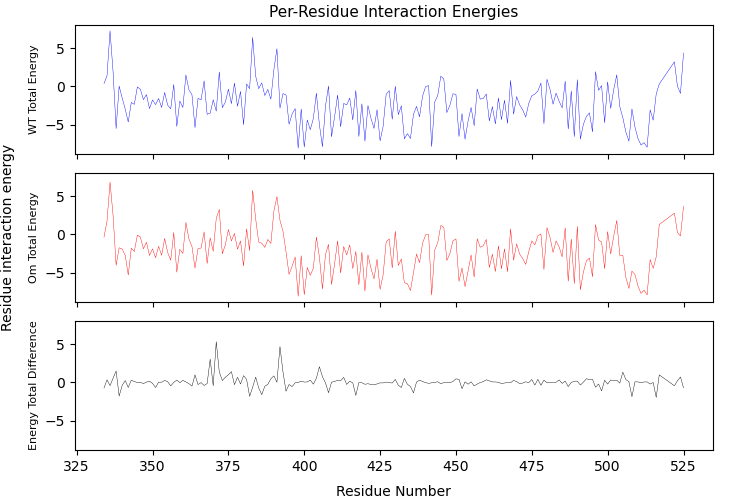 Per-Residue Interaction Energies
Residue interaction energy
WT Total Energy
5
0
−5
Om Total Energy
5
0
−5
Energy Total Difference
5
0
−5
325 350 375 400 425 450 475 500 525
Residue Number